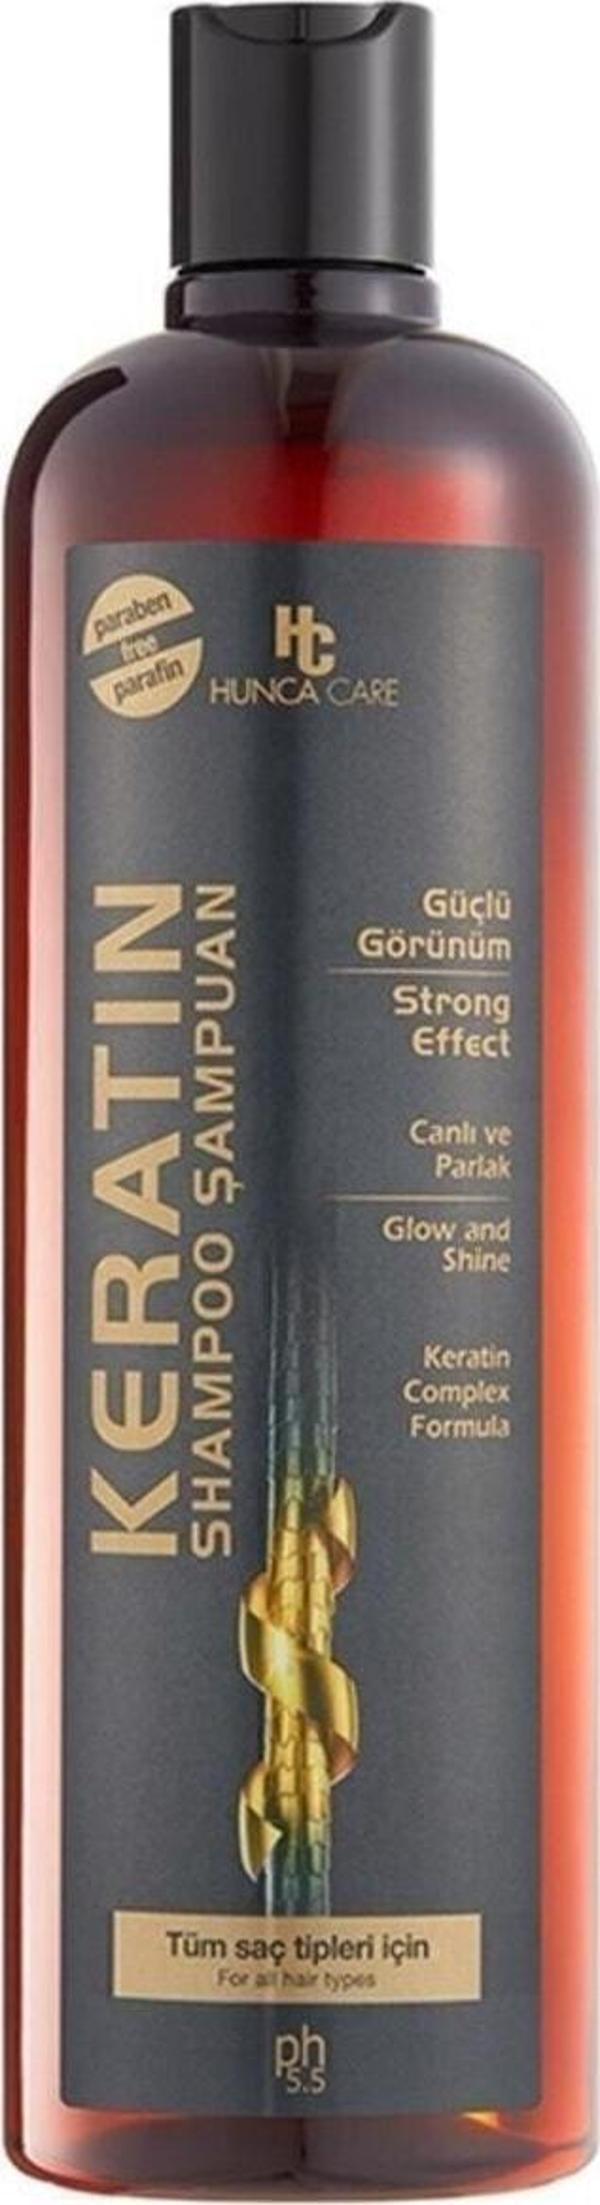 paraben
free
parafin
HC
HUNCA CARE
KERATIN
SHAMPOO ŞAMPUAN
Güçlü
Görünüm
Strong
Effect
Canlı ve
Parlak
Glow and
Shine
Keratin
Complex
Formula
Tüm saç tipleri için
For all hair types
ph
5.5